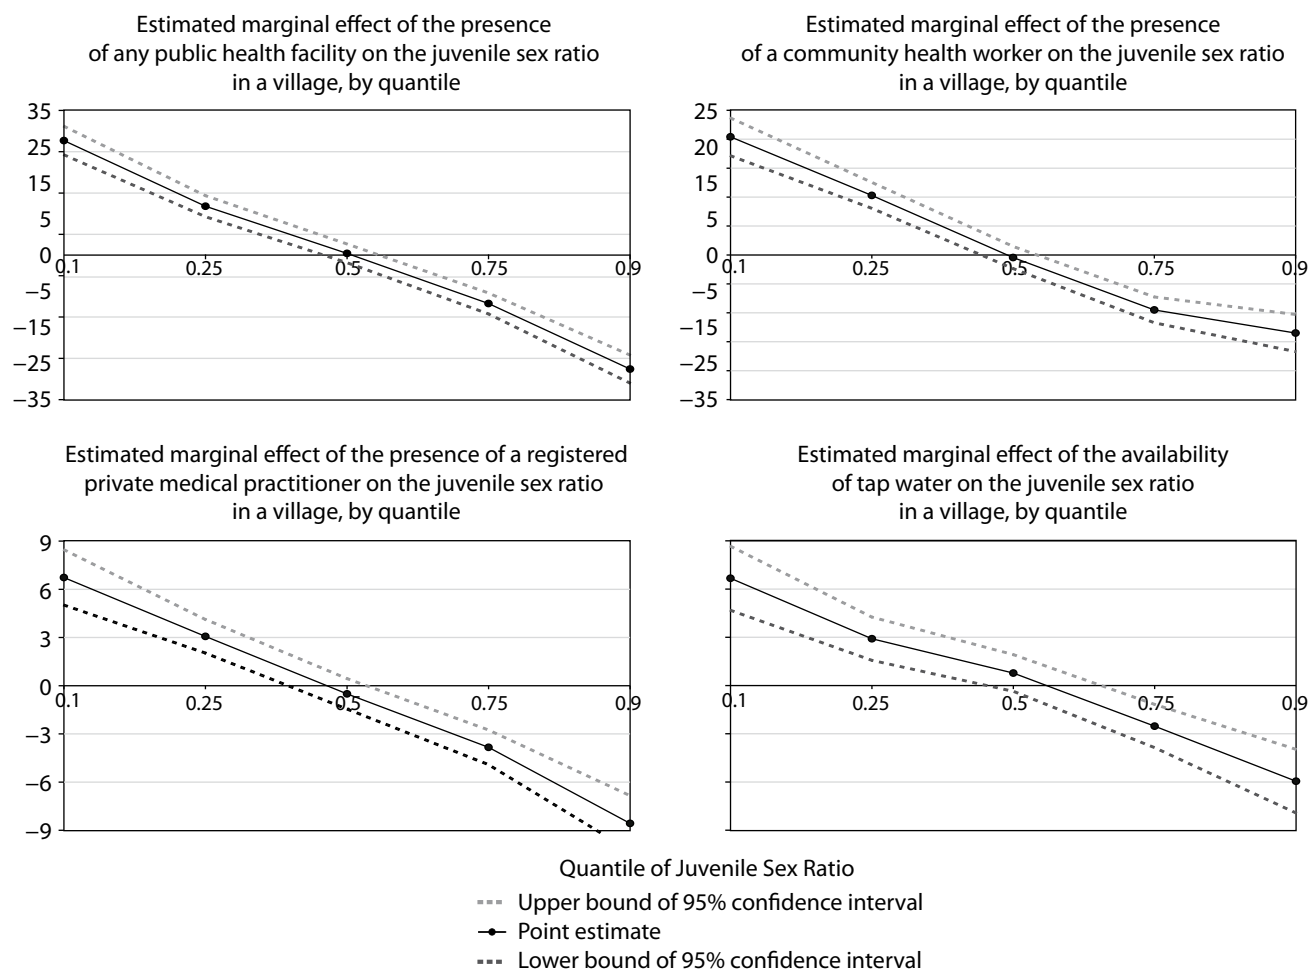 Estimated marginal effect of the presence
of any public health facility on the juvenile sex ratio
in a village, by quantile
35
25
15
5
0
−5
−15
−25
−35
0.1
0.25
0.5
0.75
0.9
Estimated marginal effect of the presence
of a community health worker on the juvenile sex ratio
in a village, by quantile
25
20
15
5
0
−5
−15
−25
−35
0.1
0.25
0.5
0.75
0.9
Estimated marginal effect of the presence of a registered
private medical practitioner on the juvenile sex ratio
in a village, by quantile
9
6
3
0
−3
−6
−9
0.1
0.25
0.5
0.75
0.9
Estimated marginal effect of the availability
of tap water on the juvenile sex ratio
in a village, by quantile
0.1
0.25
0.5
0.75
0.9
Quantile of Juvenile Sex Ratio
Upper bound of 95% confidence interval
Point estimate
Lower bound of 95% confidence interval